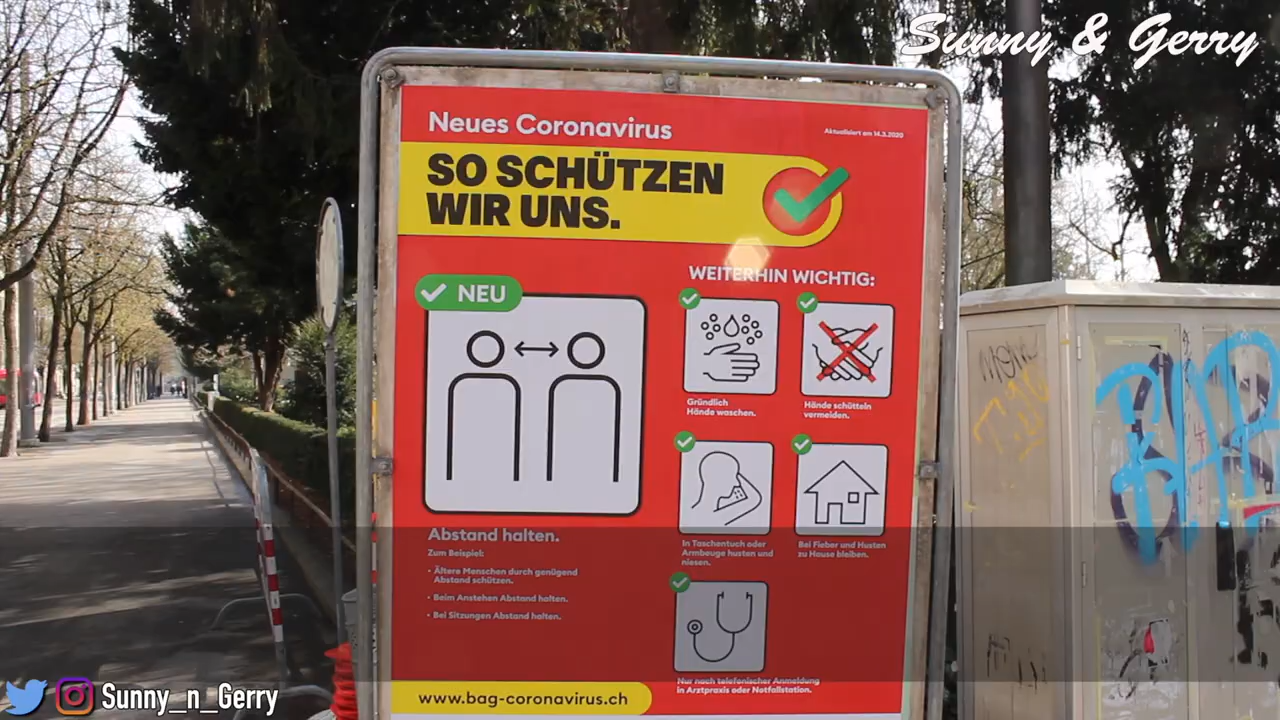 Sunny & Gerry
Neues Coronavirus
Aktualisiert am 14.3.2020
SO SCHÜTZEN
WIR UNS.
NEU
WEITERHIN WICHTIG:
Gründlich
Hände waschen.
Hände schütteln
vermeiden.
Abstand halten.
Zum Beispiel:
• Ältere Menschen durch genügend
Abstand schützen.
• Beim Anstehen Abstand halten.
• Bei Sitzungen Abstand halten.
In Taschentuch oder
Armbeuge husten und
niesen.
Bei Fieber und Husten
zu Hause bleiben.
Nur nach telefonischer Anmeldung
in Arztpraxis oder Notfallstation.
www.bag-coronavirus.ch
Sunny_n_Gerry